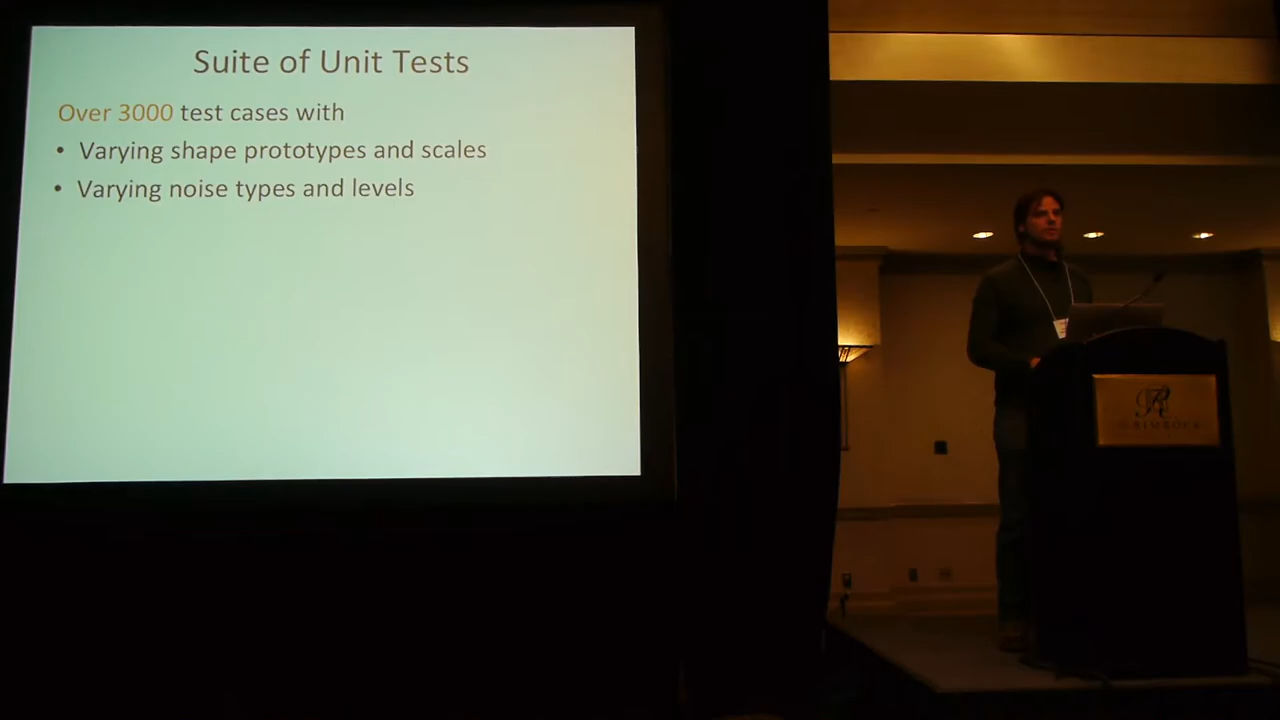 Suite of Unit Tests
Over 3000 test cases with
• Varying shape prototypes and scales
• Varying noise types and levels
R
RIMROCK